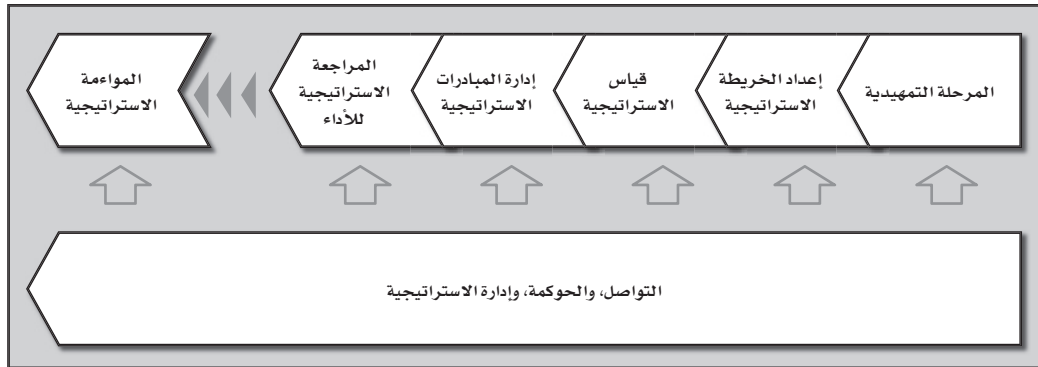 المرحلة التمهيدية
إعداد الخريطة
الاستراتيجية
قياس
الاستراتيجية
إدارة المبادرات
الاستراتيجية
المراجعة
الاستراتيجية
للأداء
المواءمة
الاستراتيجية
التواصل، والحوكمة، وإدارة الاستراتيجية